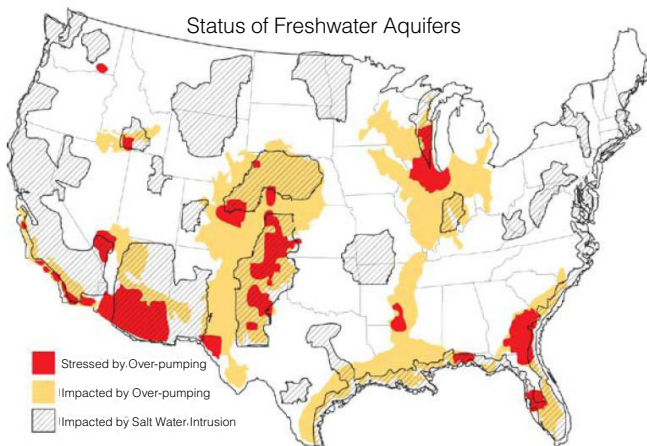 Status of Freshwater Aquifers
Stressed by Over-pumping
Impacted by Over-pumping
Impacted by Salt Water Intrusion